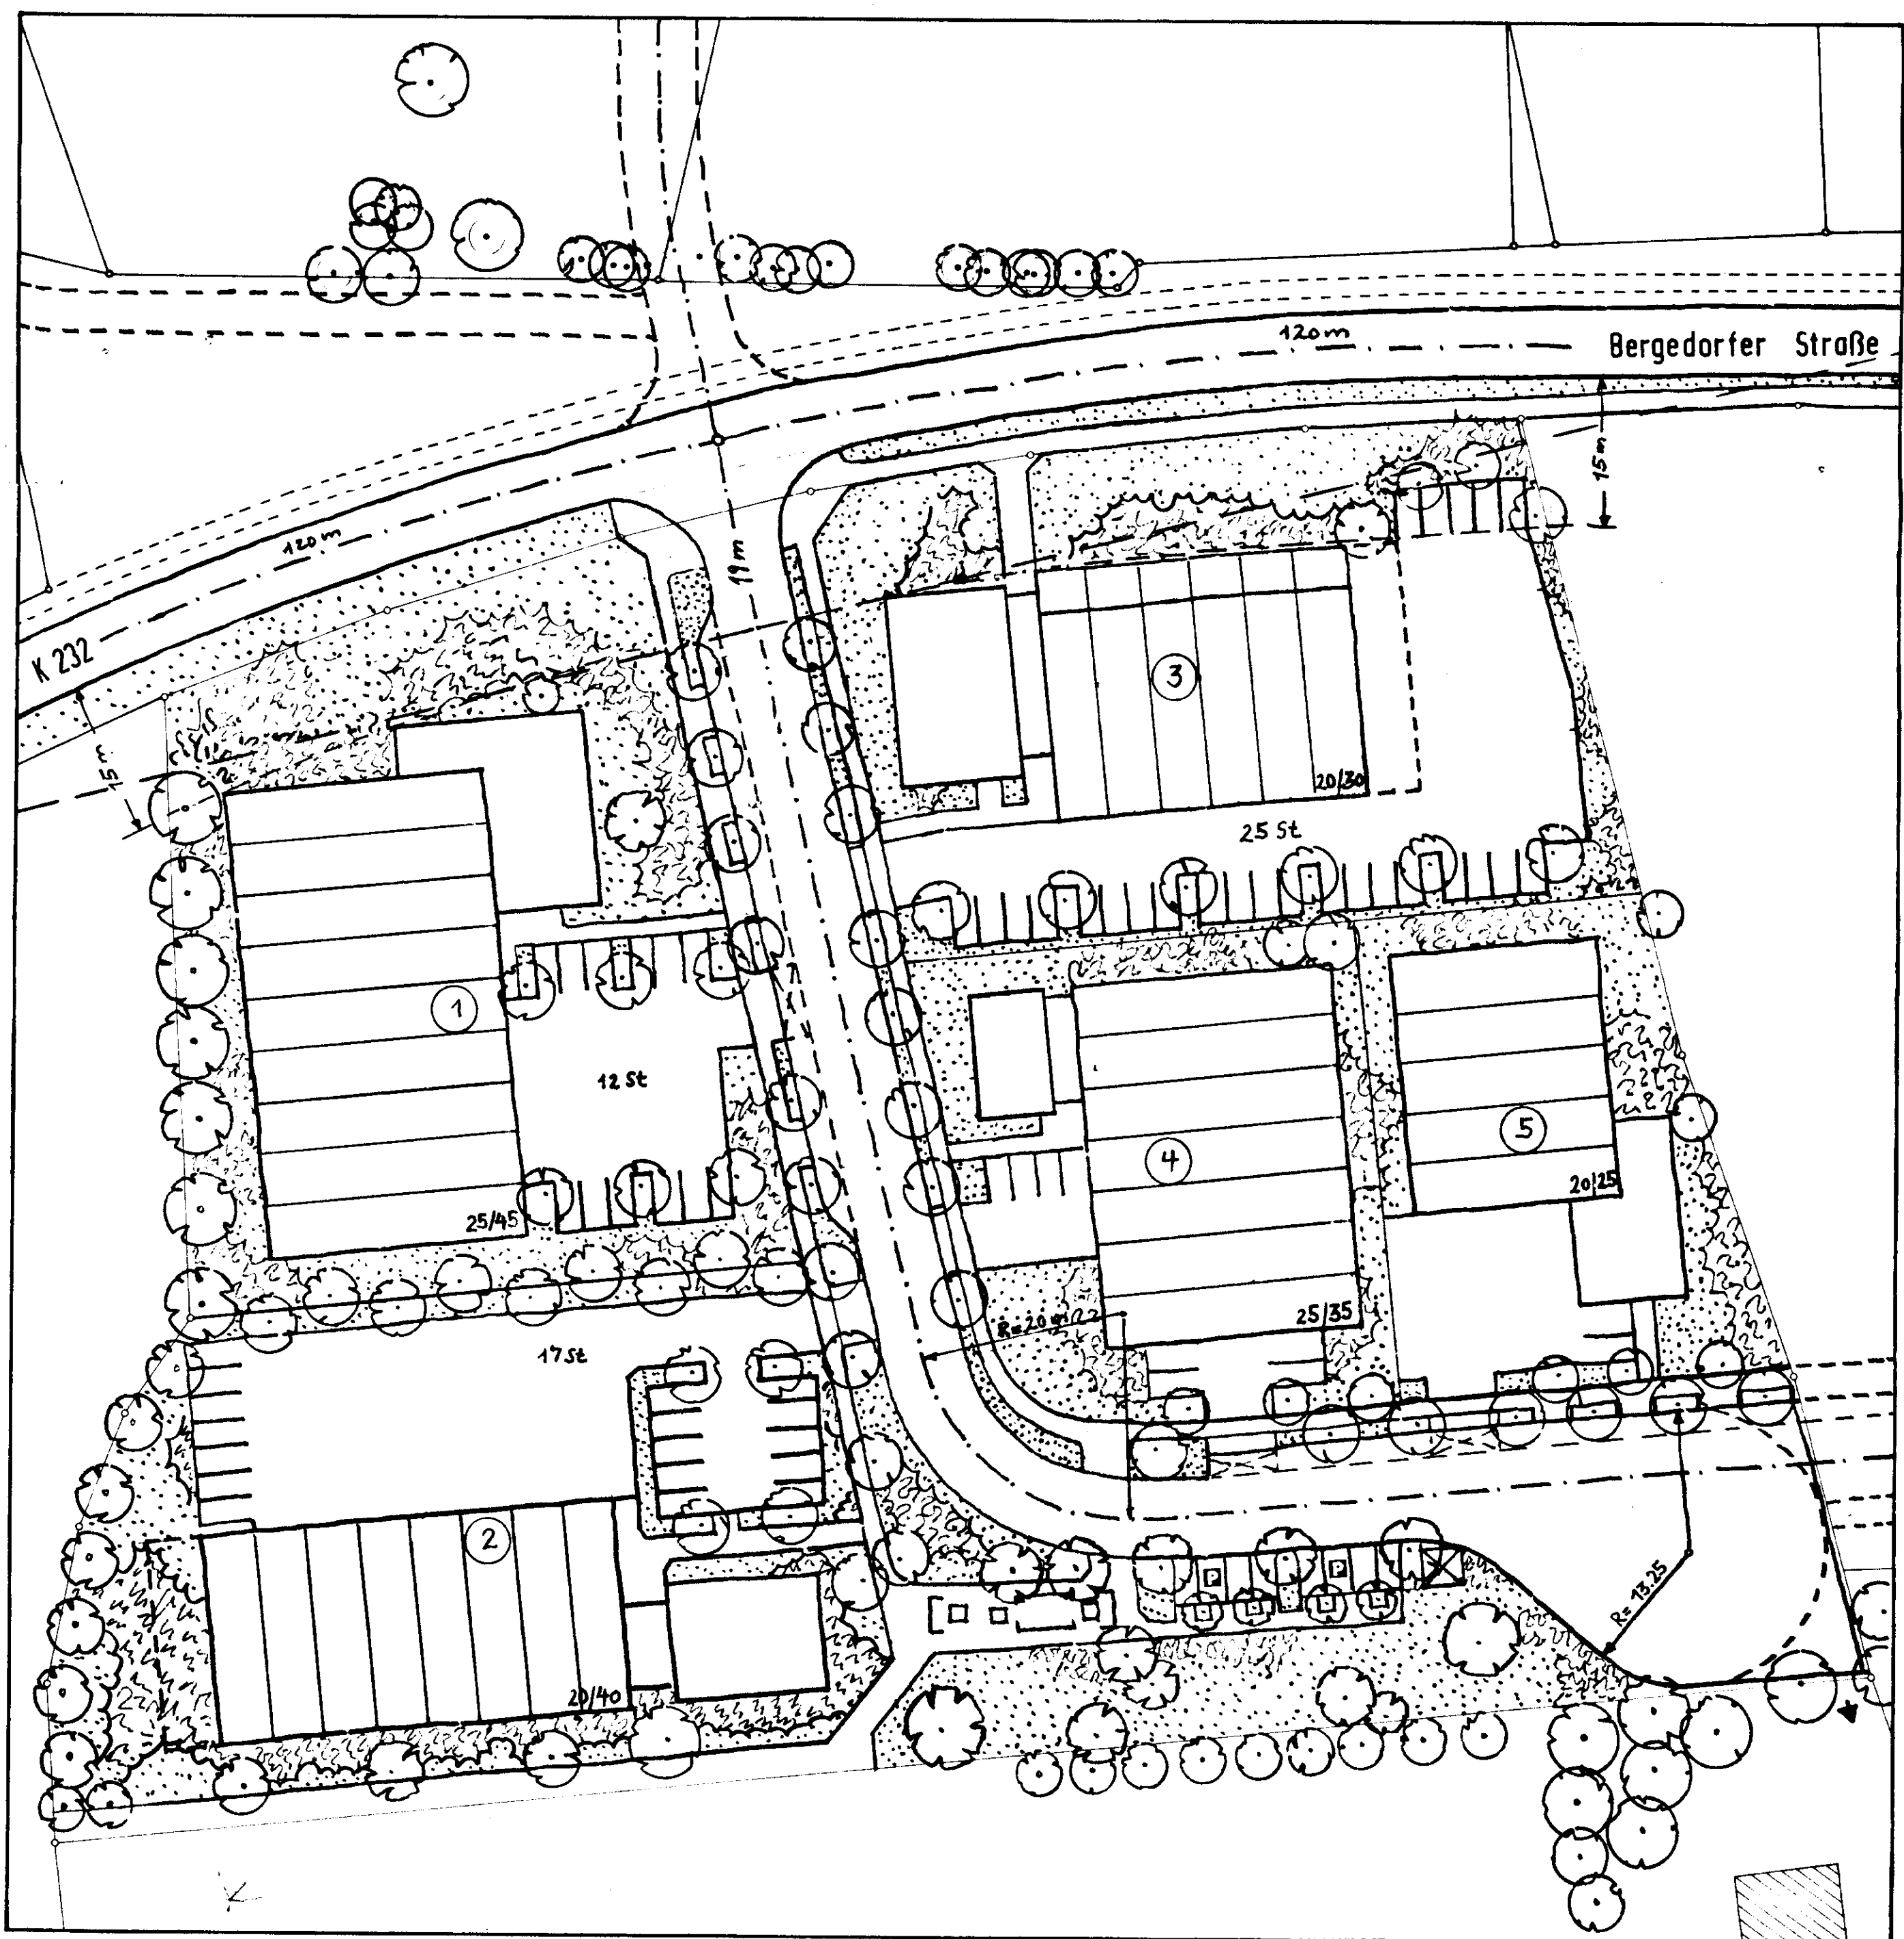 120m
Bergedorfer Straße
15m
120m
19m
K 232
15m
3
20/30
25 St
1
12 St
5
4
20/25
25/45
25/35
R=20m
17 St
2
P
P
R=13.25
20/40